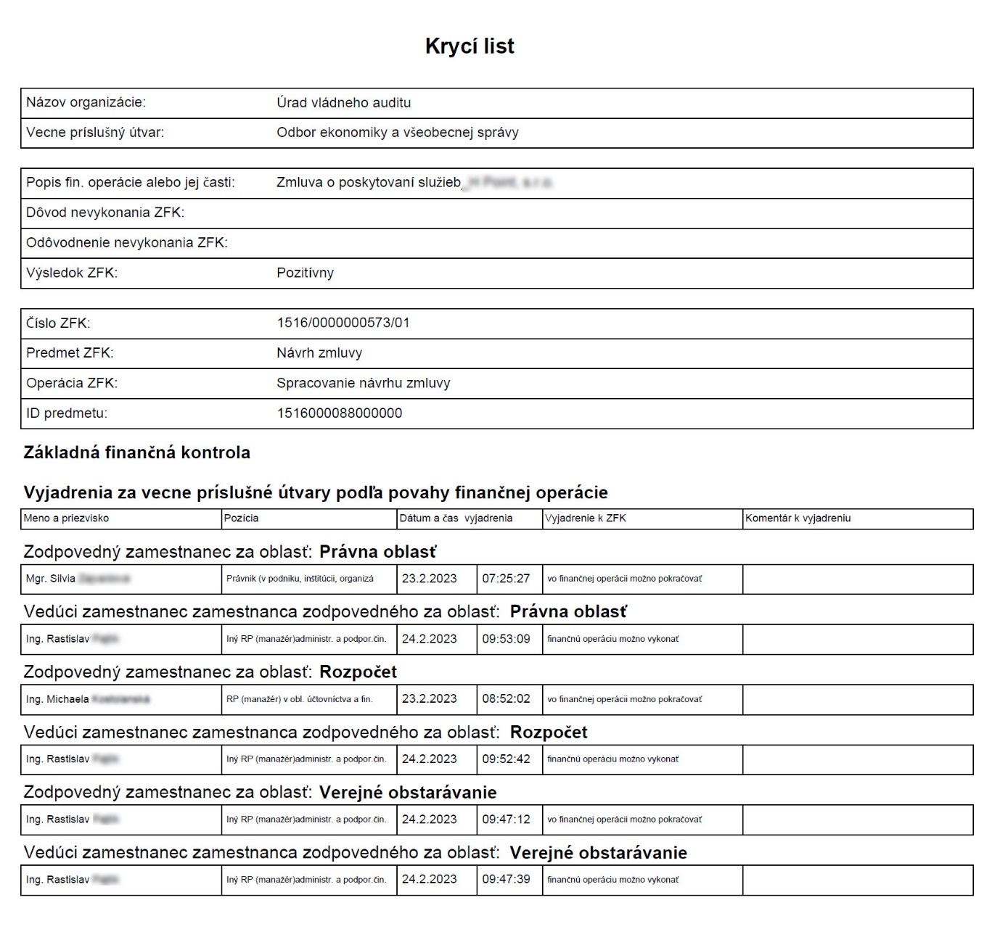 Krycí list
Názov organizácie: Úrad vládneho auditu
Vecne príslušný útvar: Odbor ekonomiky a všeobecnej správy
Popis fin. operácie alebo jej časti: Zmluva o poskytovaní služieb_
Dôvod nevykonania ZFK:
Odôvodnenie nevykonania ZFK:
Výsledok ZFK: Pozitívny
Číslo ZFK: 1516/0000000573/01
Predmet ZFK: Návrh zmluvy
Operácia ZFK: Spracovanie návrhu zmluvy
ID predmetu: 1516000088000000
Základná finančná kontrola
Vyjadrenia za vecne príslušné útvary podľa povahy finančnej operácie
Meno a priezvisko Pozícia Dátum a čas vyjadrenia Vyjadrenie k ZFK Komentár k vyjadreniu
Zodpovedný zamestnanec za oblasť: Právna oblasť
Mgr. Silvia Právnik (v podniku, inštitúcii, organizá 23.2.2023 07:25:27 vo finančnej operácii možno pokračovať
Vedúci zamestnanec zamestnanca zodpovedného za oblasť: Právna oblasť
Ing. Rastislav Iný RP (manažér)administr. a podpor.čin. 24.2.2023 09:53:09 finančnú operáciu možno vykonať
Zodpovedný zamestnanec za oblasť: Rozpočet
Ing. Michaela RP (manažér) v obl. účtovníctva a fin. 23.2.2023 08:52:02 vo finančnej operácii možno pokračovať
Vedúci zamestnanec zamestnanca zodpovedného za oblasť: Rozpočet
Ing. Rastislav Iný RP (manažér)administr. a podpor.čin. 24.2.2023 09:52:42 finančnú operáciu možno vykonať
Zodpovedný zamestnanec za oblasť: Verejné obstarávanie
Ing. Rastislav Iný RP (manažér)administr. a podpor.čin. 24.2.2023 09:47:12 vo finančnej operácii možno pokračovať
Vedúci zamestnanec zamestnanca zodpovedného za oblasť: Verejné obstarávanie
Ing. Rastislav Iný RP (manažér)administr. a podpor.čin. 24.2.2023 09:47:39 finančnú operáciu možno vykonať